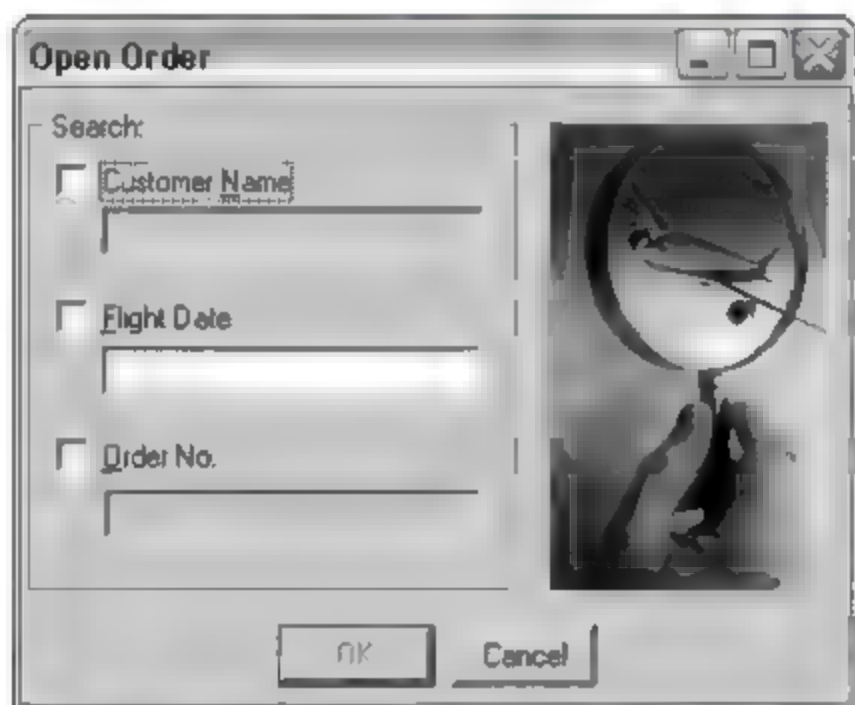 Open Order
Search:
Customer Name
Flight Date
Order No.
OK
Cancel